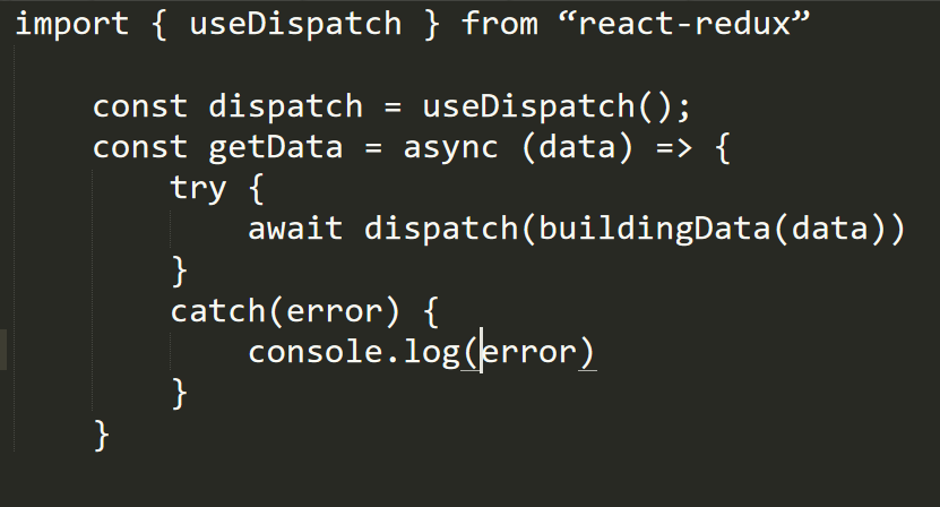 import { useDispatch } from “react-redux”
const dispatch = useDispatch();
const getData = async (data) => {
try {
await dispatch(buildingData(data))
}
catch(error) {
console.log(error)
}
}